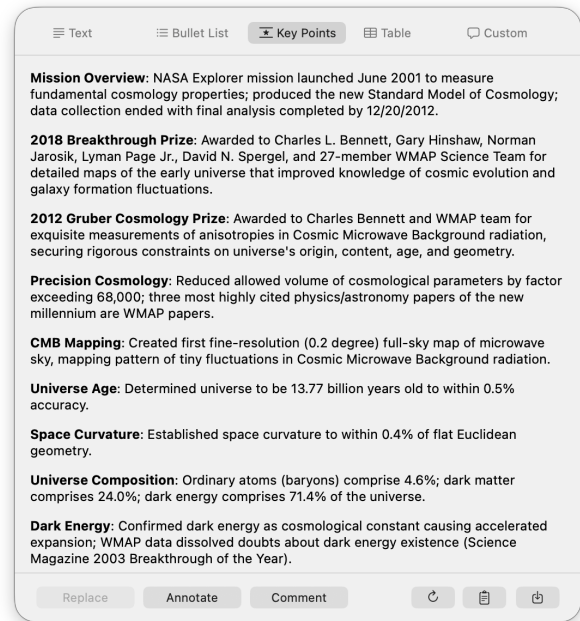 Text
Bullet List
Key Points
Table
Custom
Mission Overview: NASA Explorer mission launched June 2001 to measure
fundamental cosmology properties; produced the new Standard Model of Cosmology;
data collection ended with final analysis completed by 12/20/2012.
2018 Breakthrough Prize: Awarded to Charles L. Bennett, Gary Hinshaw, Norman
Jarosik, Lyman Page Jr., David N. Spergel, and 27-member WMAP Science Team for
detailed maps of the early universe that improved knowledge of cosmic evolution and
galaxy formation fluctuations.
2012 Gruber Cosmology Prize: Awarded to Charles Bennett and WMAP team for
exquisite measurements of anisotropies in Cosmic Microwave Background radiation,
securing rigorous constraints on universe's origin, content, age, and geometry.
Precision Cosmology: Reduced allowed volume of cosmological parameters by factor
exceeding 68,000; three most highly cited physics/astronomy papers of the new
millennium are WMAP papers.
CMB Mapping: Created first fine-resolution (0.2 degree) full-sky map of microwave
sky, mapping pattern of tiny fluctuations in Cosmic Microwave Background radiation.
Universe Age: Determined universe to be 13.77 billion years old to within 0.5%
accuracy.
Space Curvature: Established space curvature to within 0.4% of flat Euclidean
geometry.
Universe Composition: Ordinary atoms (baryons) comprise 4.6%; dark matter
comprises 24.0%; dark energy comprises 71.4% of the universe.
Dark Energy: Confirmed dark energy as cosmological constant causing accelerated
expansion; WMAP data dissolved doubts about dark energy existence (Science
Magazine 2003 Breakthrough of the Year).
Replace
Annotate
Comment